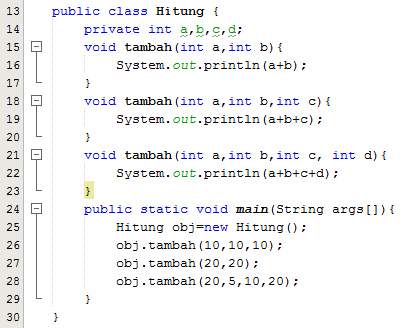 13 public class Hitung {
14     private int a,b,c,d;
15     void tambah(int a,int b){
16         System.out.println(a+b);
17     }
18     void tambah(int a,int b,int c){
19         System.out.println(a+b+c);
20     }
21     void tambah(int a,int b,int c, int d){
22         System.out.println(a+b+c+d);
23     }
24     public static void main(String args[]){
25         Hitung obj=new Hitung();
26         obj.tambah(10,10,10);
27         obj.tambah(20,20);
28         obj.tambah(20,5,10,20);
29     }
30 }